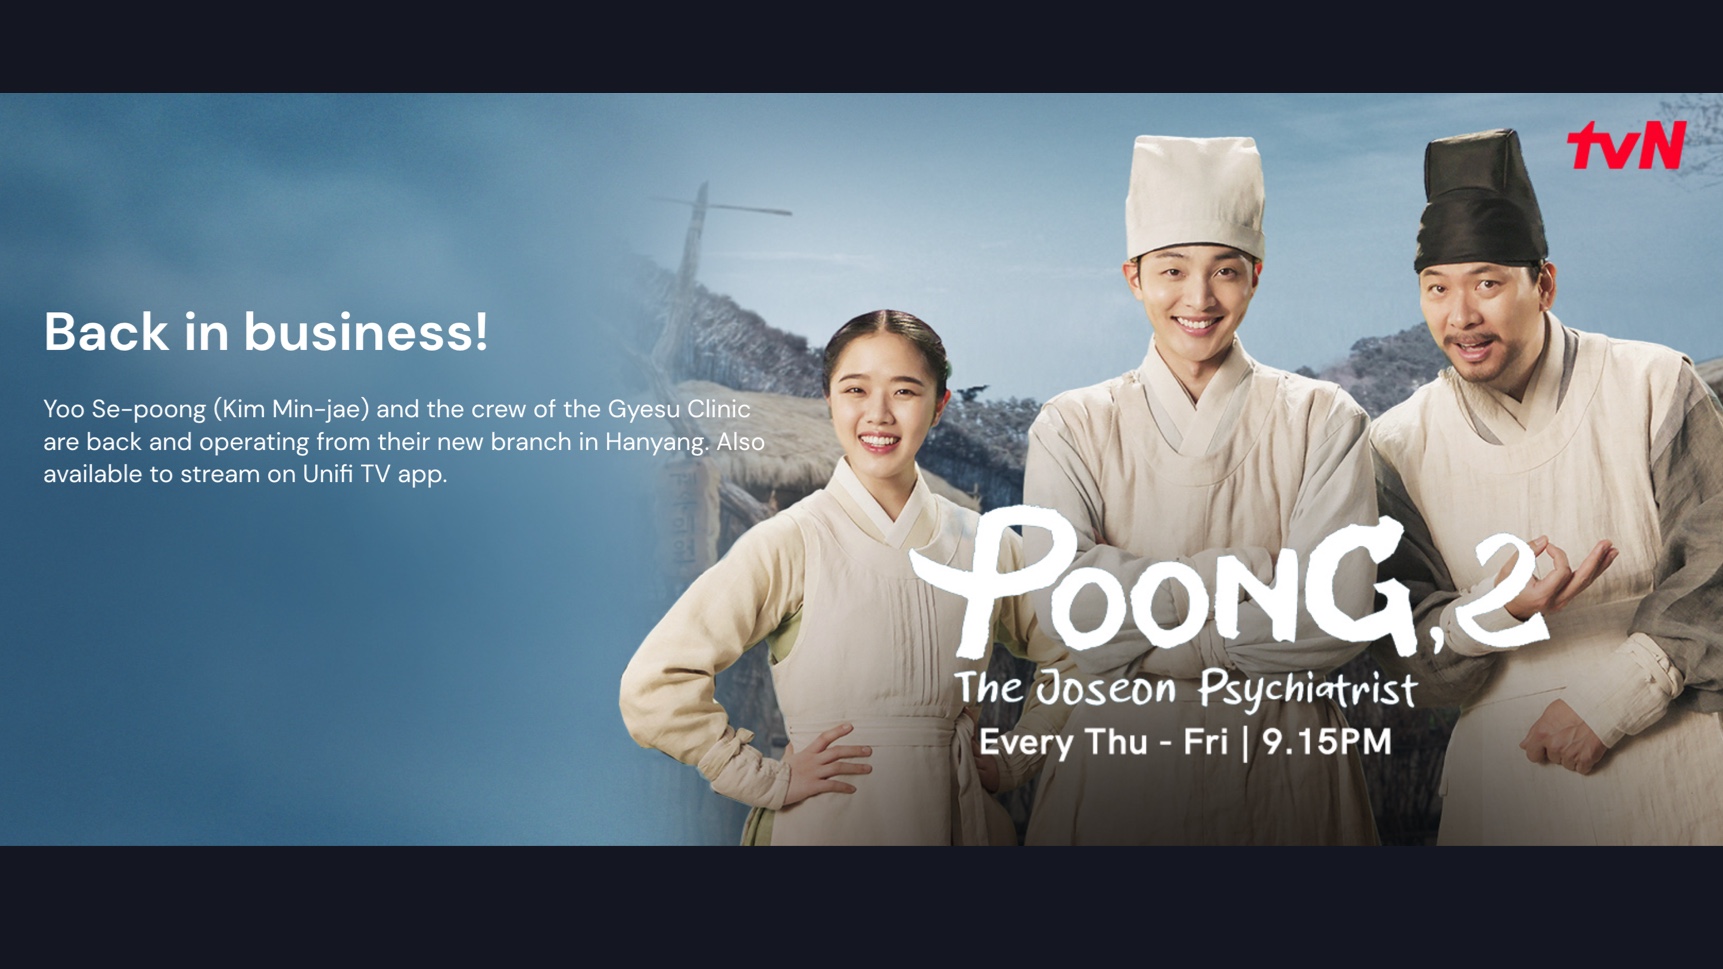 tvN
Back in business!
Yoo Se-poong (Kim Min-jae) and the crew of the Gyesu Clinic
are back and operating from their new branch in Hanyang. Also
available to stream on Unifi TV app.
POONG, 2
The Joseon Psychiatrist
Every Thu - Fri | 9.15PM